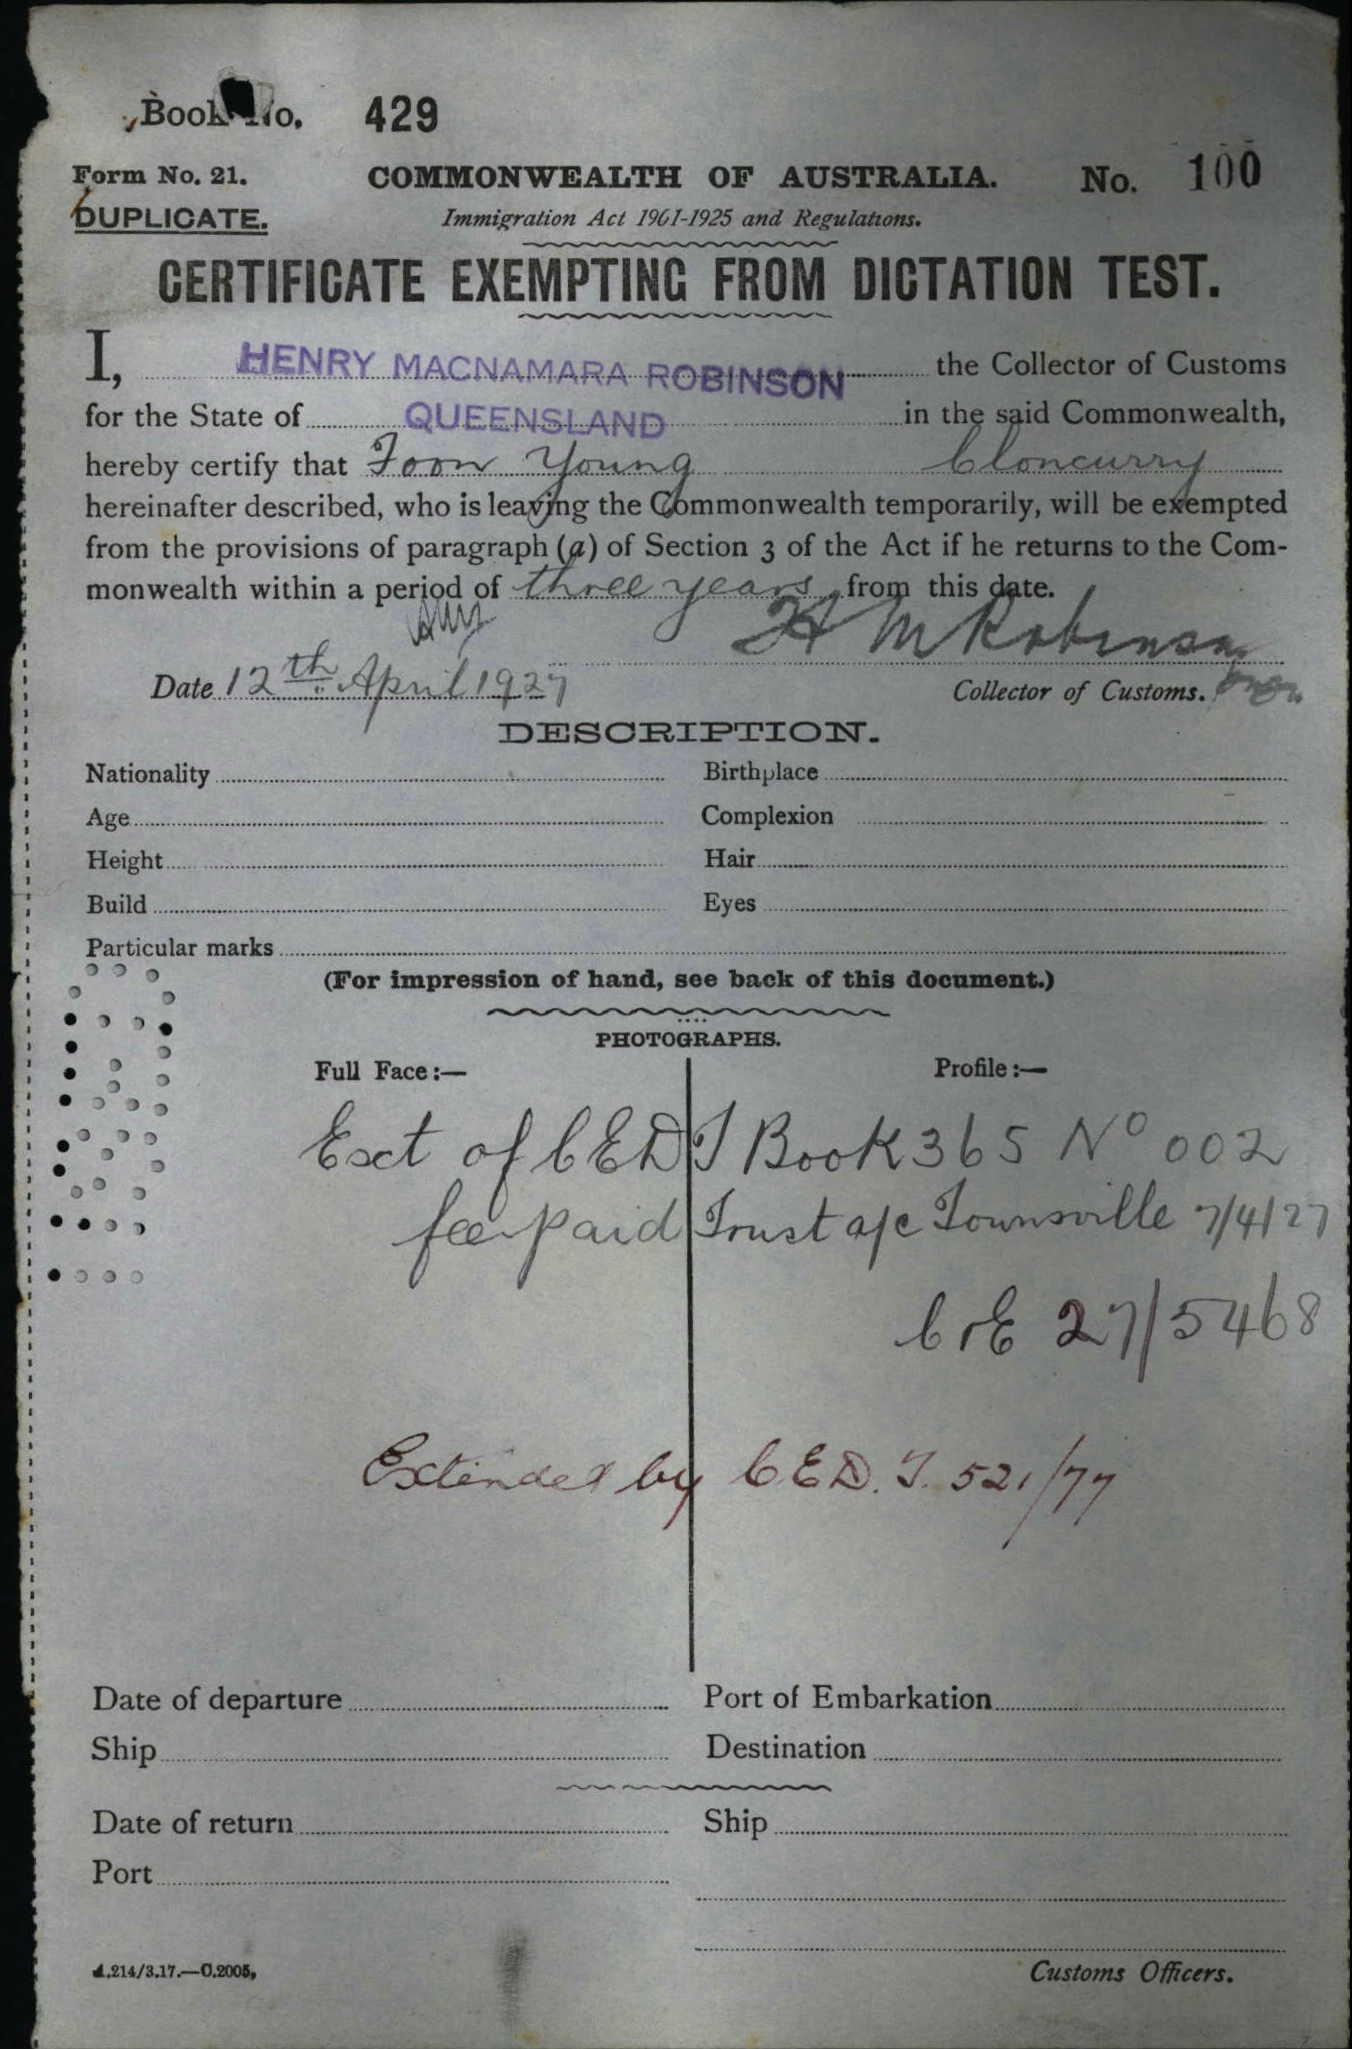 Book No. 429
Form No. 21. COMMONWEALTH OF AUSTRALIA. No. 100
DUPLICATE. Immigration Act 1901-1925 and Regulations.
CERTIFICATE EXEMPTING FROM DICTATION TEST.
I, HENRY MACNAMARA ROBINSON the Collector of Customs
for the State of QUEENSLAND in the said Commonwealth,
hereby certify that Foon Young Cloncurry
hereinafter described, who is leaving the Commonwealth temporarily, will be exempted
from the provisions of paragraph (a) of Section 3 of the Act if he returns to the Com-
monwealth within a period of three years from this date.
H M Robinson
Date 12th April 1927 Collector of Customs.
DESCRIPTION.
Nationality Birthplace
Age Complexion
Height Hair
Build Eyes
Particular marks
(For impression of hand, see back of this document.)
PHOTOGRAPHS.
Full Face:— Profile:—
Ext of CEDT Book 365 No 002
fee paid Trust a/c Townsville 7/4/27
C&E 27/5468
Extended by C.E.D.T. 521/77
Date of departure Port of Embarkation
Ship Destination
Date of return Ship
Port
A.214/3.17.—C.2005. Customs Officers.